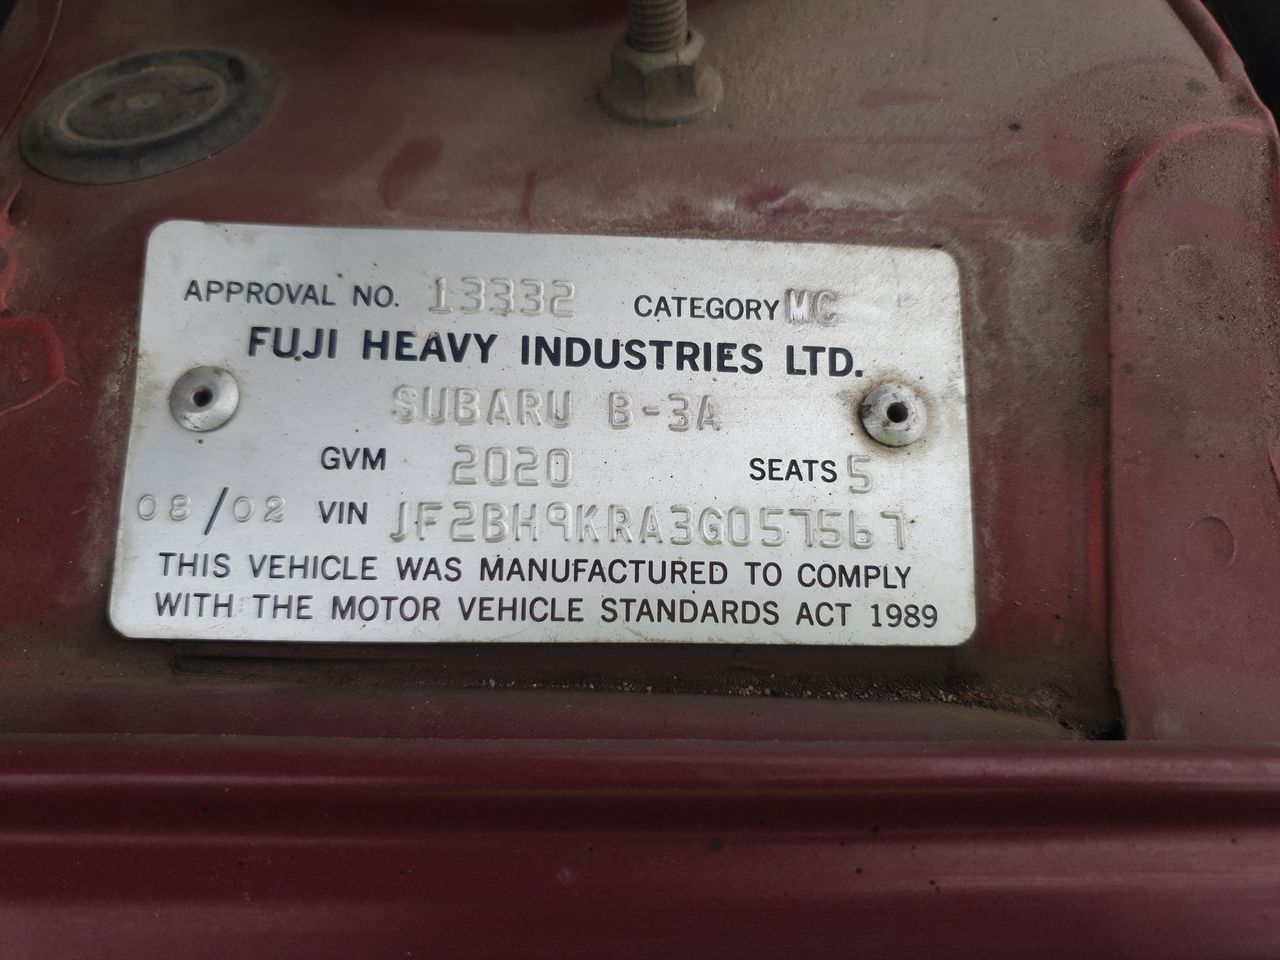 APPROVAL NO. 13332 CATEGORY MC
FUJI HEAVY INDUSTRIES LTD.
SUBARU B-3A
GVM 2020 SEATS 5
08/02 VIN JF2BH9KRA3G057567
THIS VEHICLE WAS MANUFACTURED TO COMPLY
WITH THE MOTOR VEHICLE STANDARDS ACT 1989